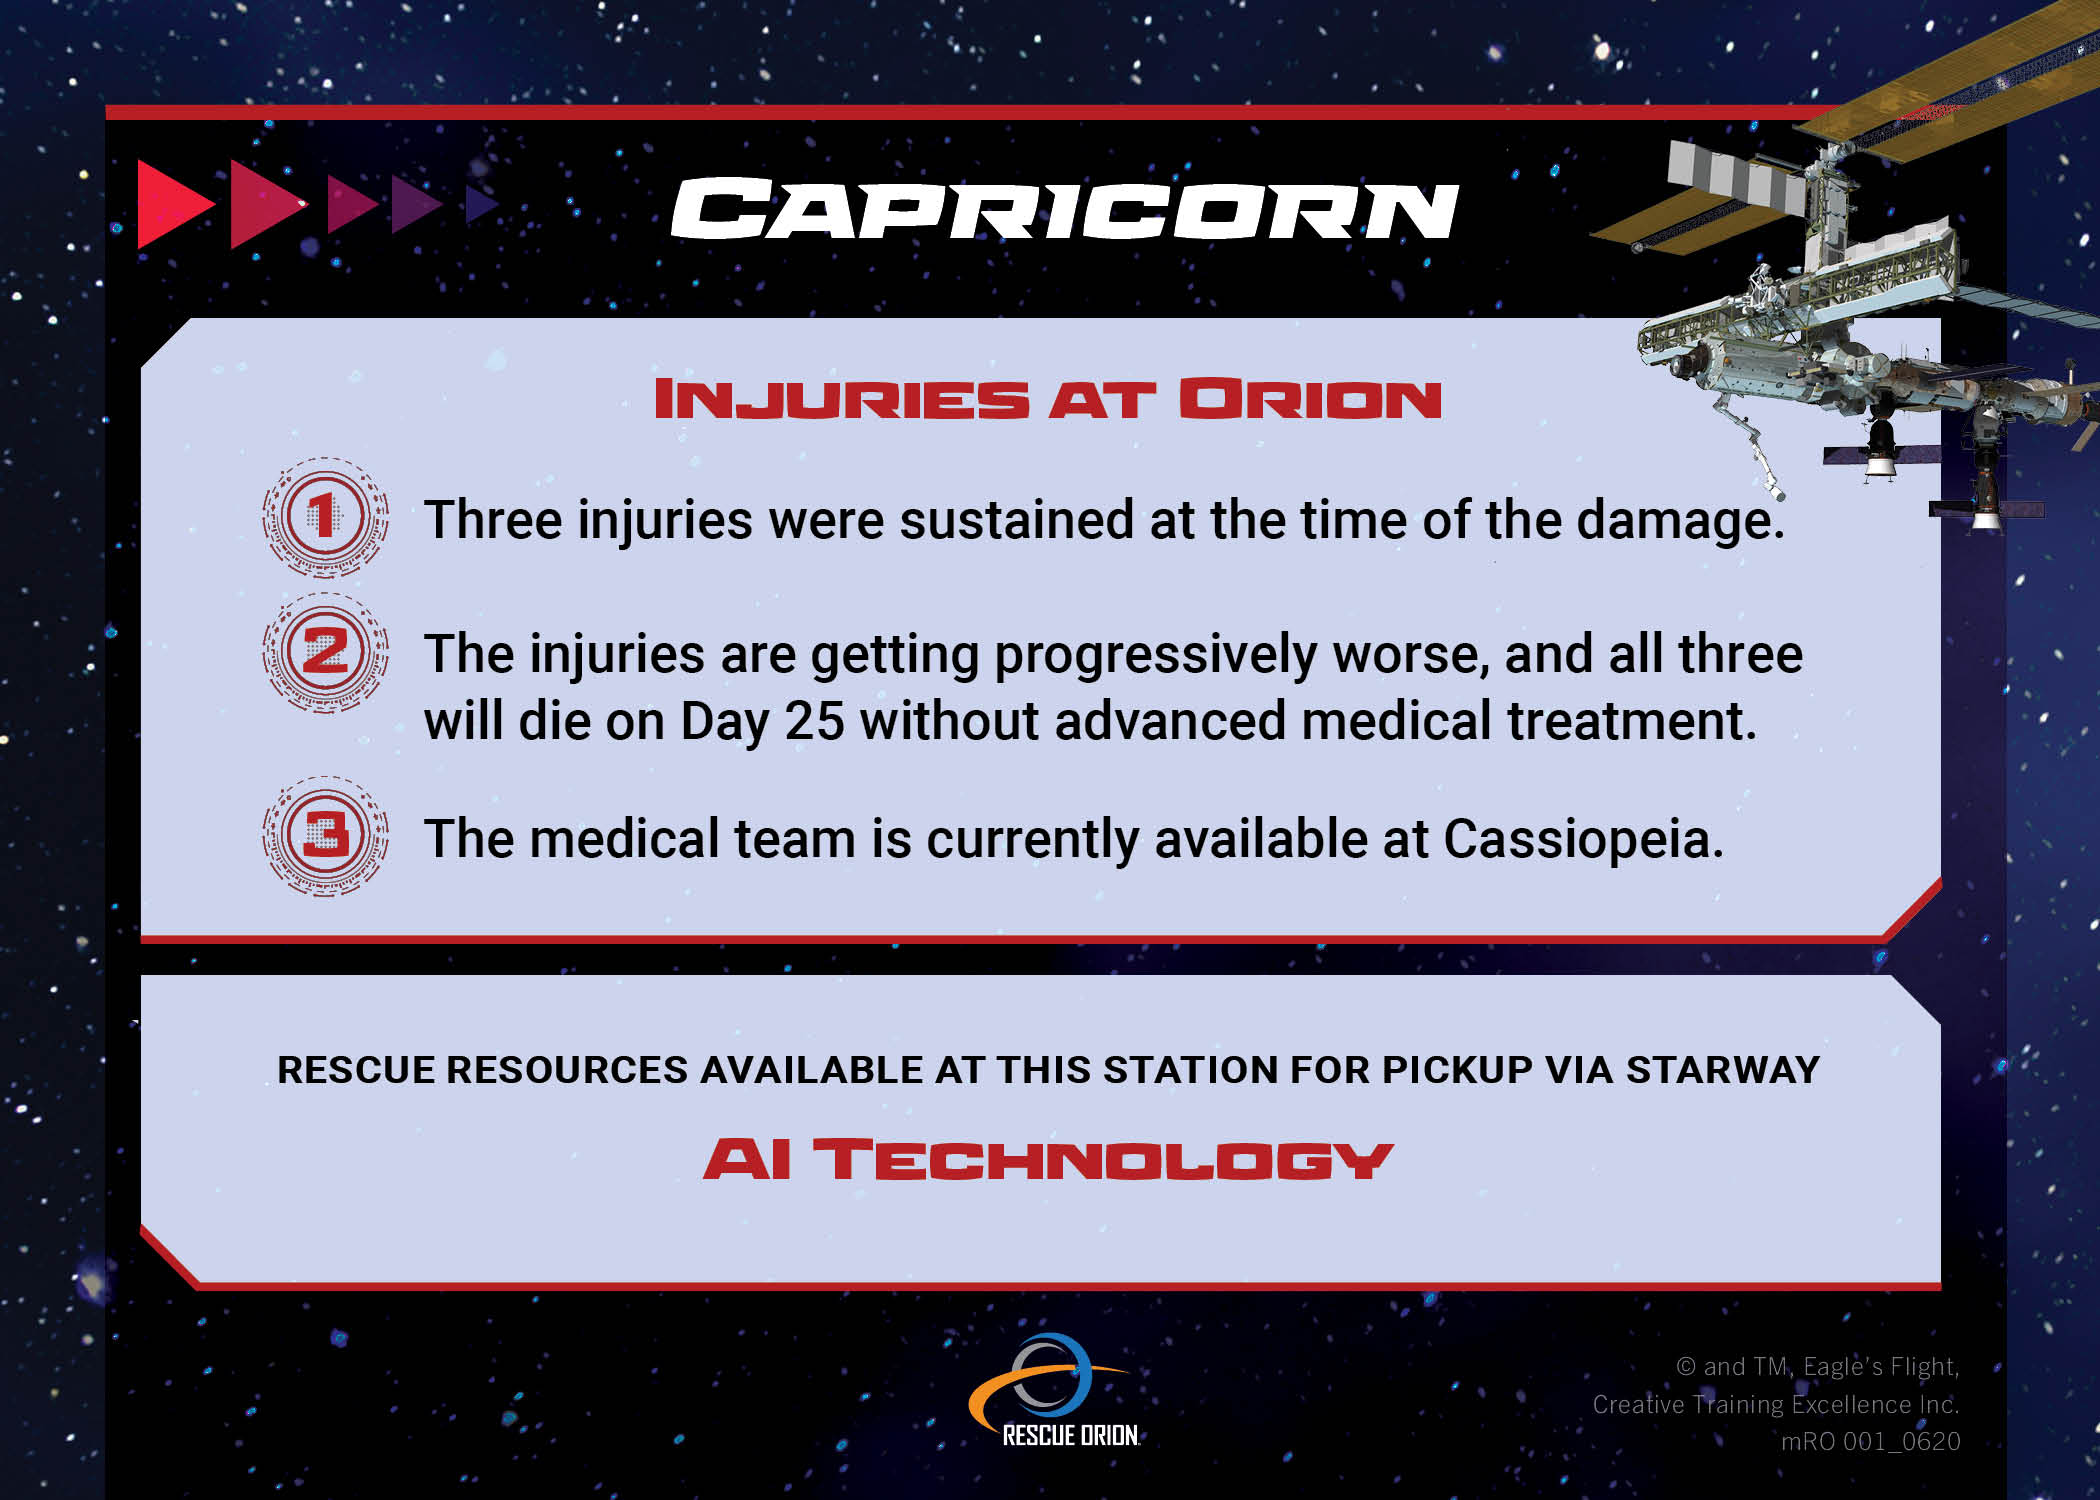 CAPRICORN
INJURIES AT ORION
1 Three injuries were sustained at the time of the damage.
2 The injuries are getting progressively worse, and all three
will die on Day 25 without advanced medical treatment.
3 The medical team is currently available at Cassiopeia.
RESCUE RESOURCES AVAILABLE AT THIS STATION FOR PICKUP VIA STARWAY
AI TECHNOLOGY
RESCUE ORION
© and TM, Eagle's Flight,
Creative Training Excellence Inc.
mRO 001_0620